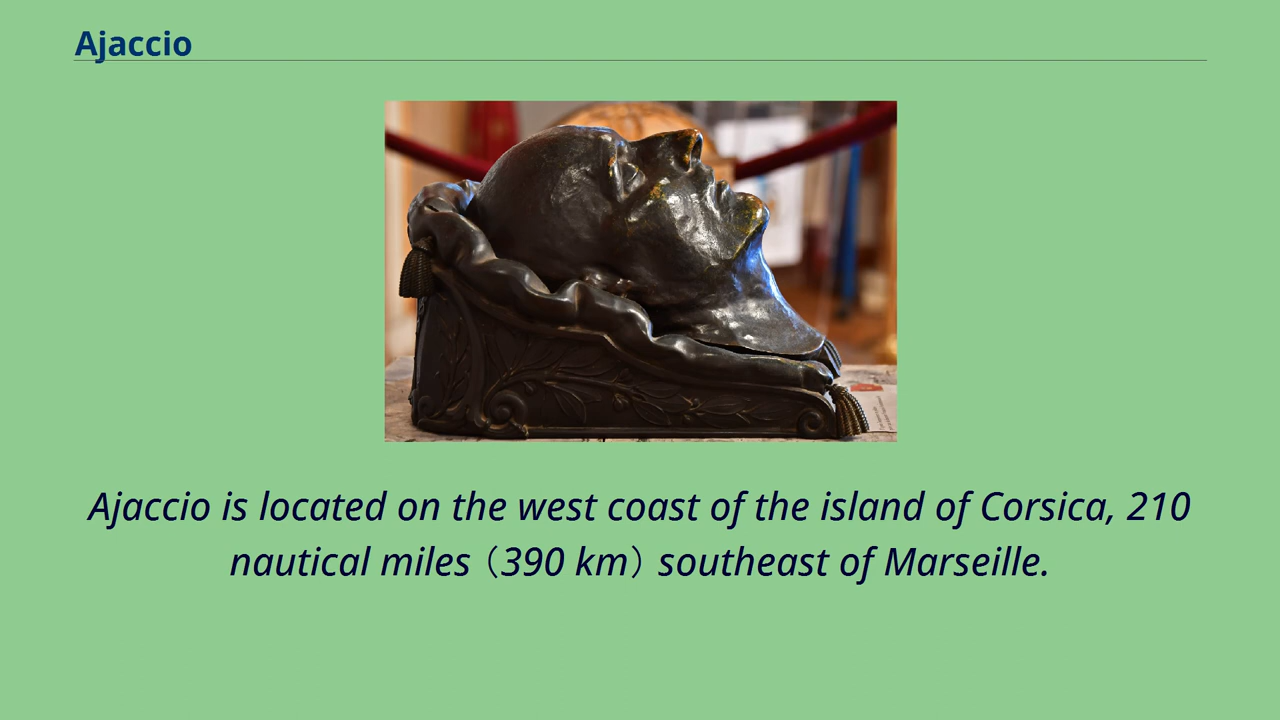 Ajaccio
Ajaccio is located on the west coast of the island of Corsica, 210
nautical miles（390 km）southeast of Marseille.